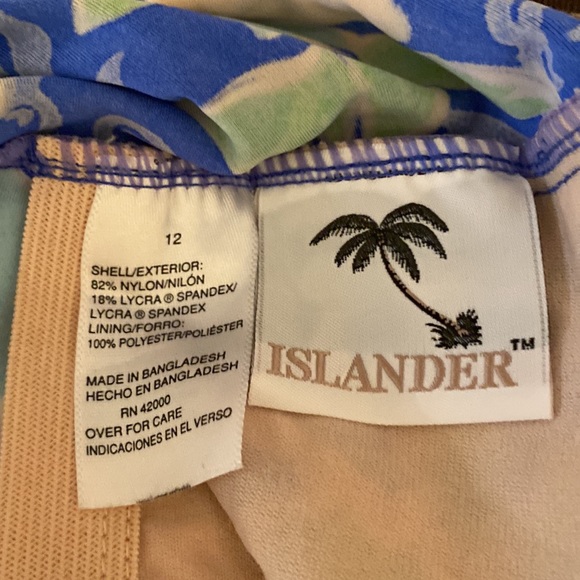 12
SHELL/EXTERIOR:
82% NYLON/NILÓN
18% LYCRA ® SPANDEX/
LYCRA ® SPANDEX
LINING/FORRO:
100% POLYESTER/POLIÉSTER
MADE IN BANGLADESH
HECHO EN BANGLADESH
RN 42000
OVER FOR CARE
INDICACIONES EN EL VERSO
ISLANDER™